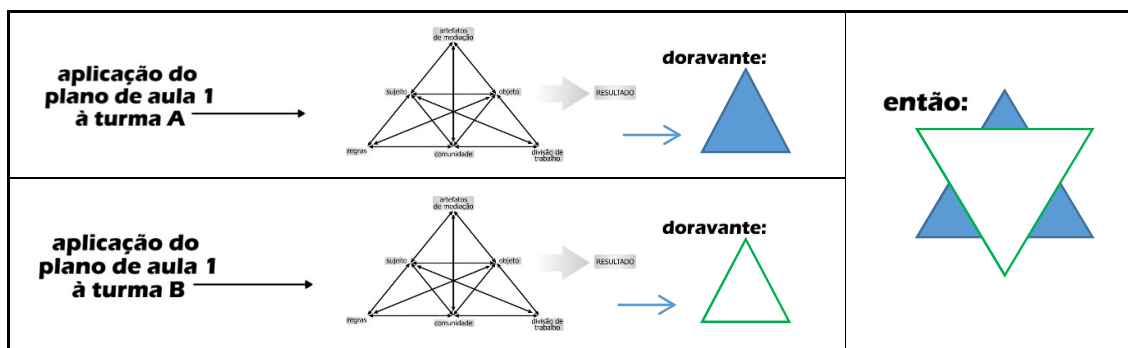 aplicação do
plano de aula 1
à turma A
artefatos
de mediação
sujeito
objeto
regras
comunidade
divisão de
trabalho
RESULTADO
doravante:
aplicação do
plano de aula 1
à turma B
artefatos
de mediação
sujeito
objeto
regras
comunidade
divisão de
trabalho
RESULTADO
doravante:
então: